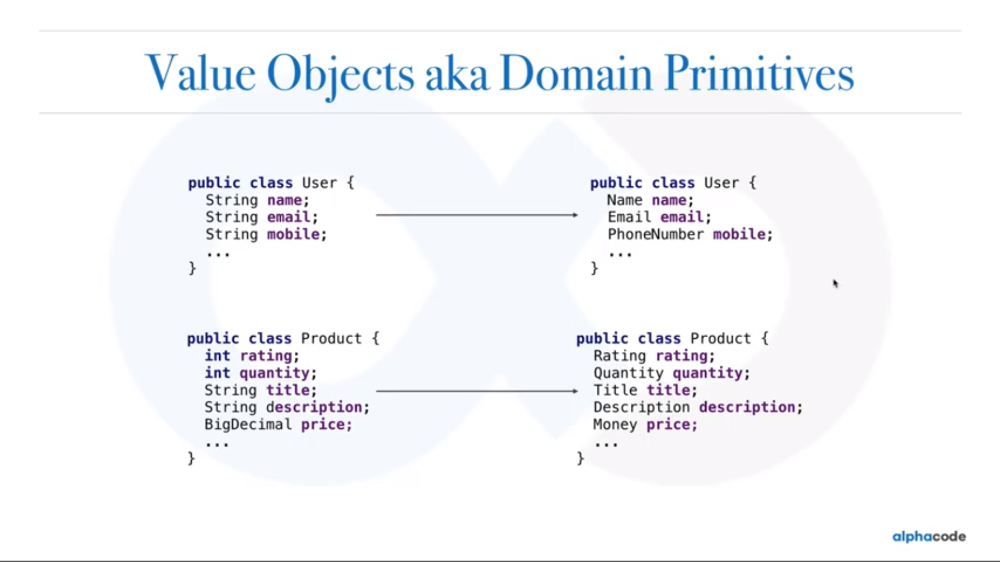 Value Objects aka Domain Primitives
public class User {
String name;
String email;
String mobile;
...
}
public class User {
Name name;
Email email;
PhoneNumber mobile;
...
}
public class Product {
int rating;
int quantity;
String title;
String description;
BigDecimal price;
...
}
public class Product {
Rating rating;
Quantity quantity;
Title title;
Description description;
Money price;
...
}
alphacode